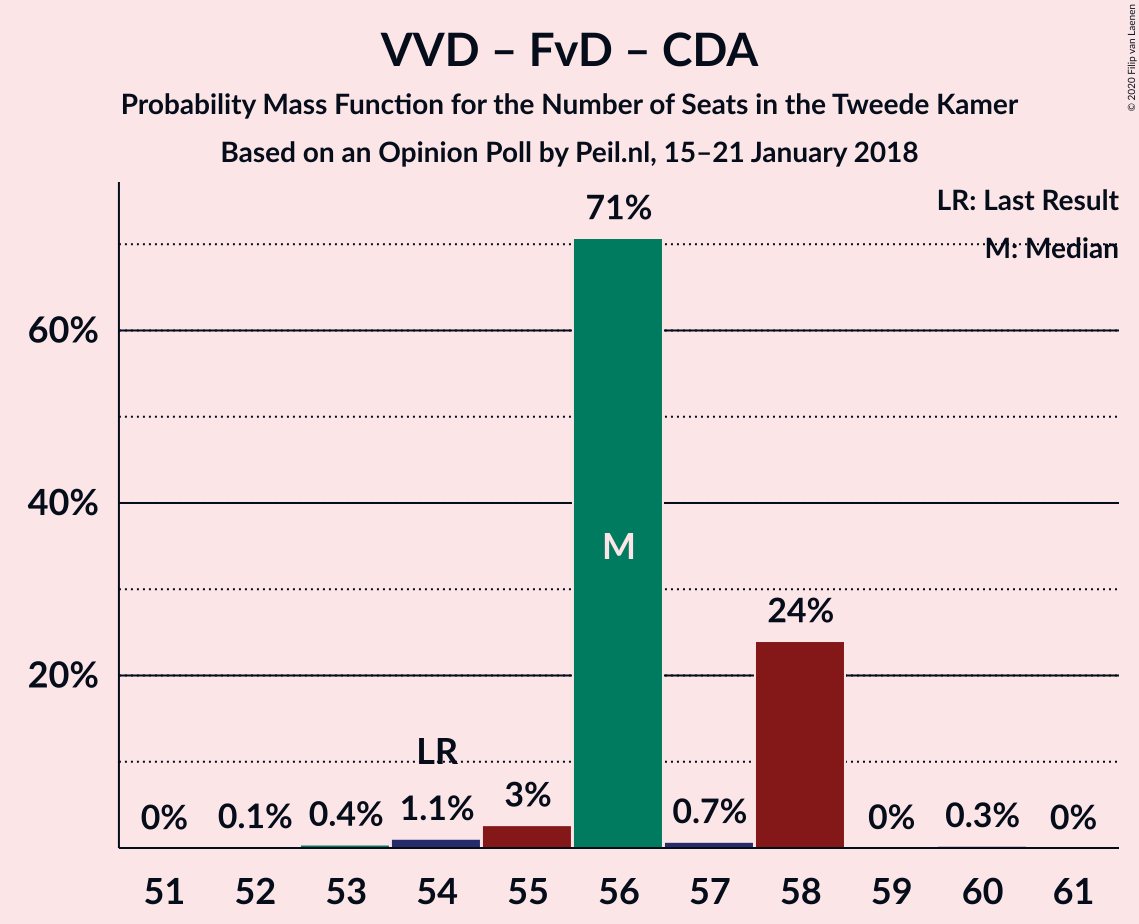 VVD – FvD – CDA
Probability Mass Function for the Number of Seats in the Tweede Kamer
Based on an Opinion Poll by Peil.nl, 15–21 January 2018
© 2020 Filip van Laenen
LR: Last Result
M: Median
71%
60%
40%
20%
M
24%
LR
0% 0.1% 0.4% 1.1% 3% 0.7% 0% 0.3% 0%
51 52 53 54 55 56 57 58 59 60 61